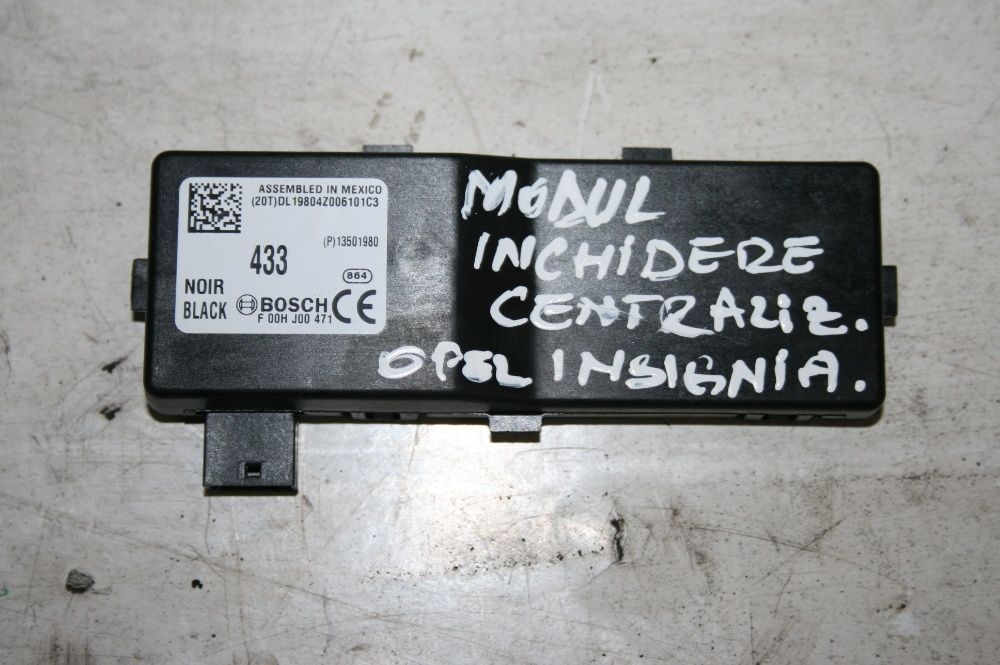 ASSEMBLED IN MEXICO
(20T)DL19804Z006101C3
(P)13501980
433
864
NOIR
BLACK
BOSCH CE
F 00H J00 471
MODUL
INCHIDERE
CENTRALIZ.
OPEL INSIGNIA.